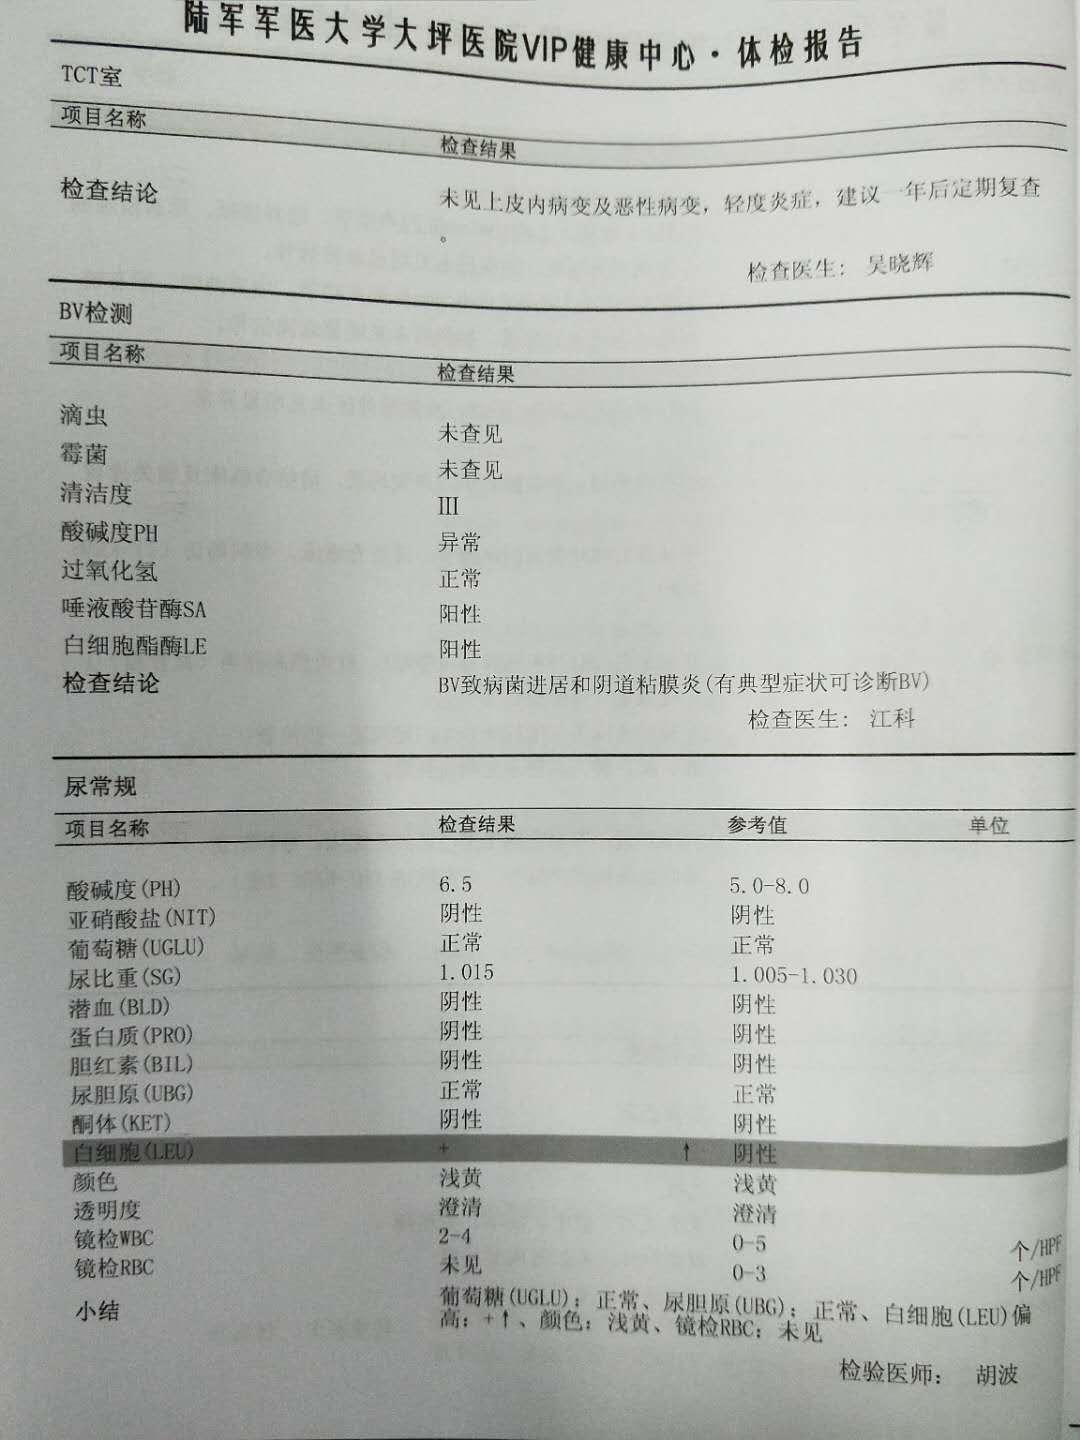 陆军军医大学大坪医院VIP健康中心·体检报告
TCT室
项目名称 检查结果
检查结论 未见上皮内病变及恶性病变，轻度炎症，建议一年后定期复查
。
检查医生： 吴晓辉
BV检测
项目名称 检查结果
滴虫 未查见
霉菌 未查见
清洁度 III
酸碱度PH 异常
过氧化氢 正常
唾液酸苷酶SA 阳性
白细胞酯酶LE 阳性
检查结论 BV致病菌进居和阴道粘膜炎(有典型症状可诊断BV)
检查医生： 江科
尿常规
项目名称 检查结果 参考值 单位
酸碱度(PH) 6.5 5.0-8.0
亚硝酸盐(NIT) 阴性 阴性
葡萄糖(UGLU) 正常 正常
尿比重(SG) 1.015 1.005-1.030
潜血(BLD) 阴性 阴性
蛋白质(PRO) 阴性 阴性
胆红素(BIL) 阴性 阴性
尿胆原(UBG) 正常 正常
酮体(KET) 阴性 阴性
白细胞(LEU) + ↑ 阴性
颜色 浅黄 浅黄
透明度 澄清 澄清
镜检WBC 2-4 0-5 个/HPF
镜检RBC 未见 0-3 个/HPF
小结 葡萄糖(UGLU)：正常、尿胆原(UBG)：正常、白细胞(LEU)偏
高：+↑、颜色：浅黄、镜检RBC：未见
检验医师： 胡波